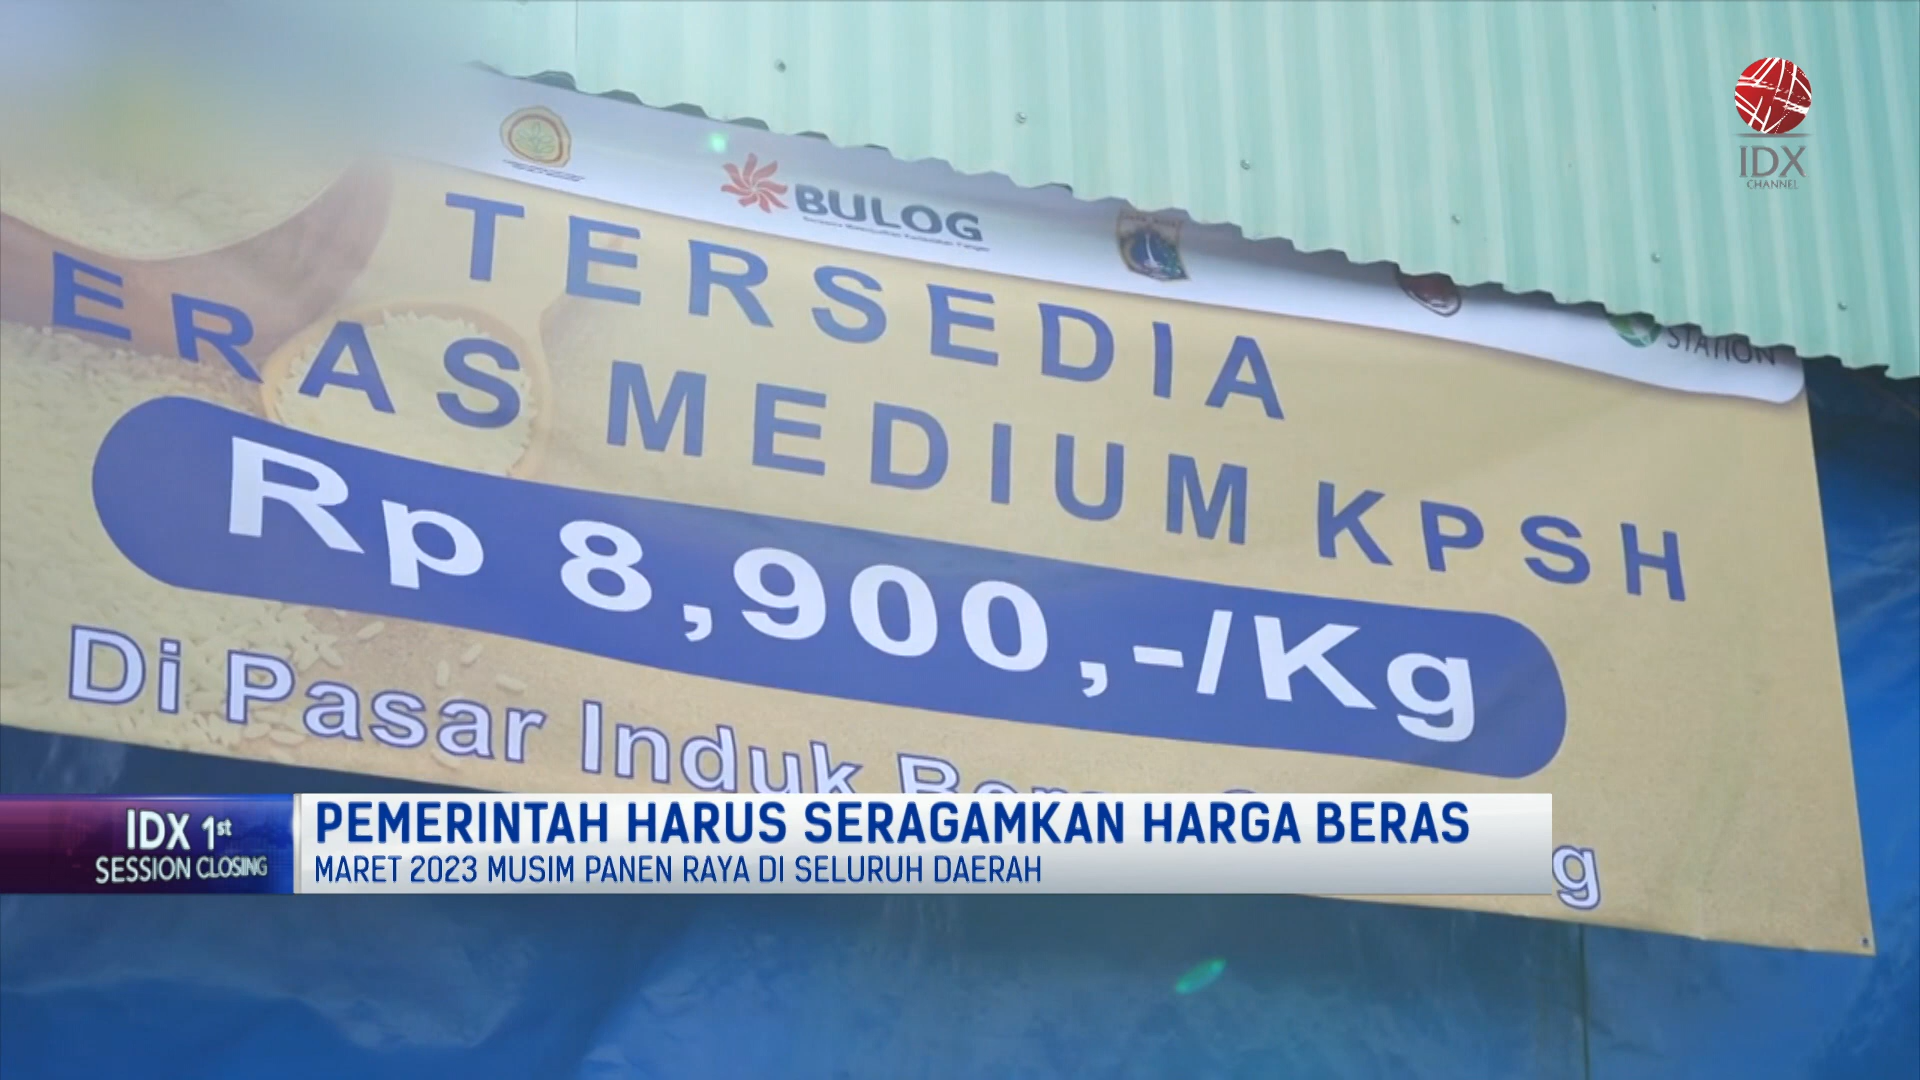 IDX
CHANNEL
BULOG
STATION
TERSEDIA
ERAS MEDIUM KPSH
Rp 8,900,-/Kg
Di Pasar Induk
g
IDX 1st
SESSION CLOSING
PEMERINTAH HARUS SERAGAMKAN HARGA BERAS
MARET 2023 MUSIM PANEN RAYA DI SELURUH DAERAH